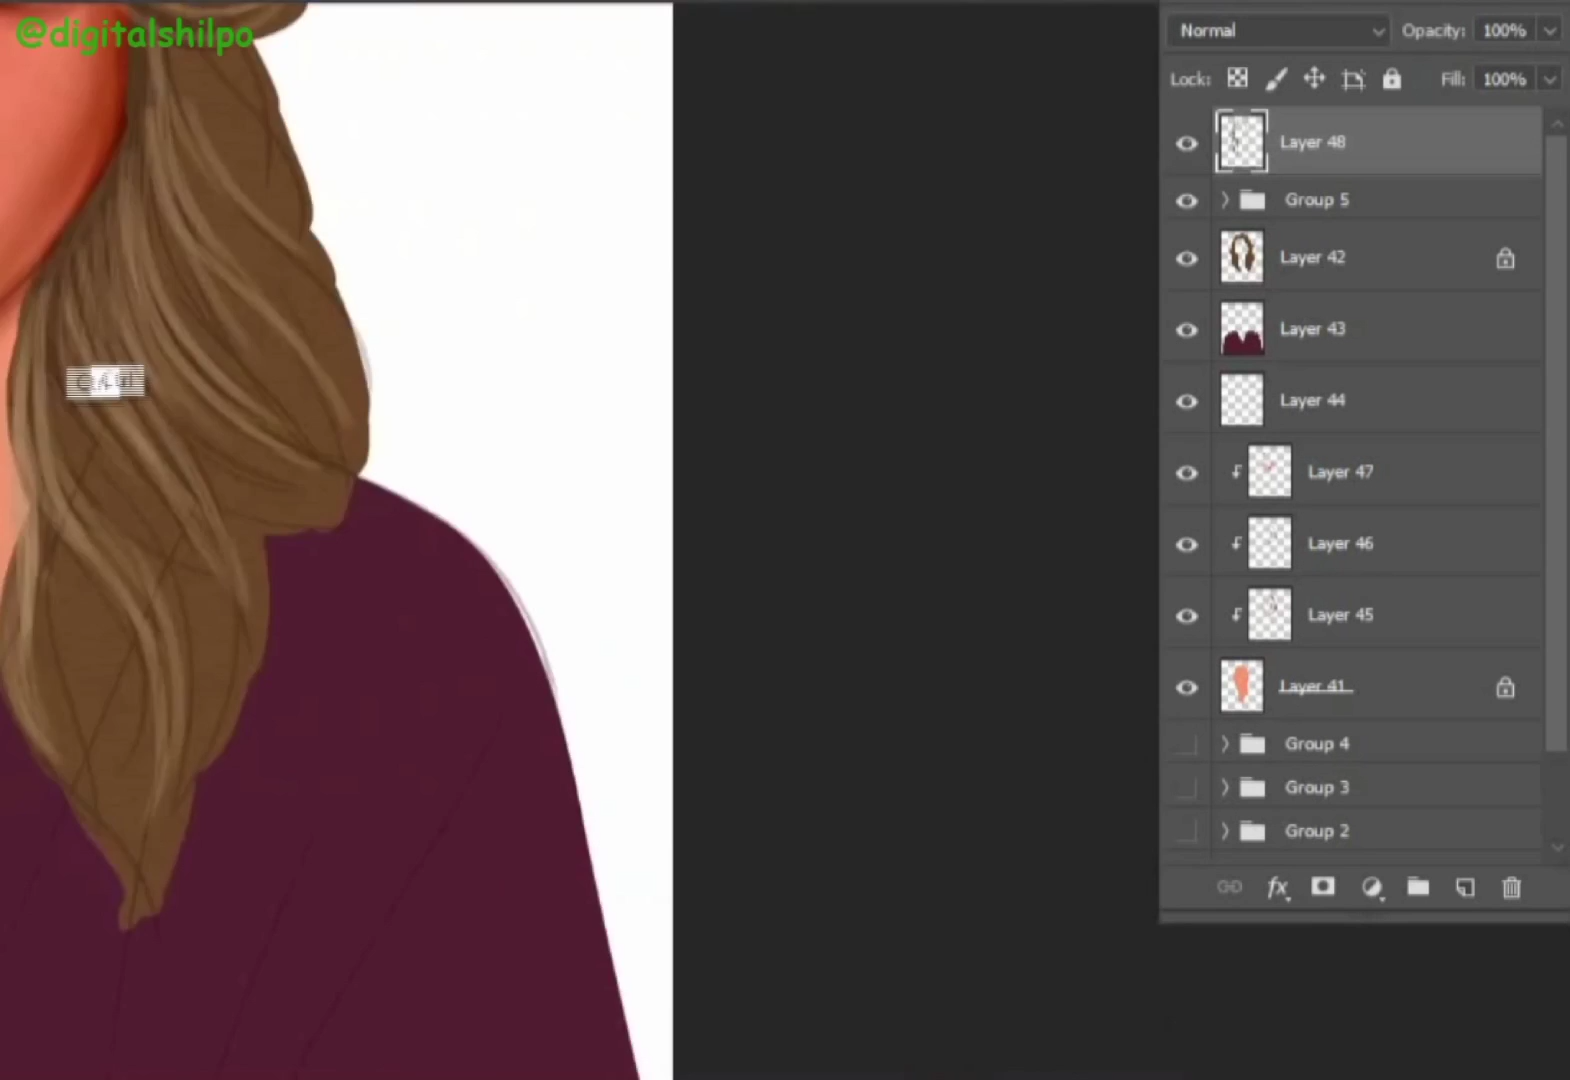 @digitalshilpo
Normal Opacity: 100%
Lock: Fill: 100%
Layer 48
Group 5
Layer 42
Layer 43
Layer 44
Layer 47
Layer 46
Layer 45
Layer 41
Group 4
Group 3
Group 2
fx